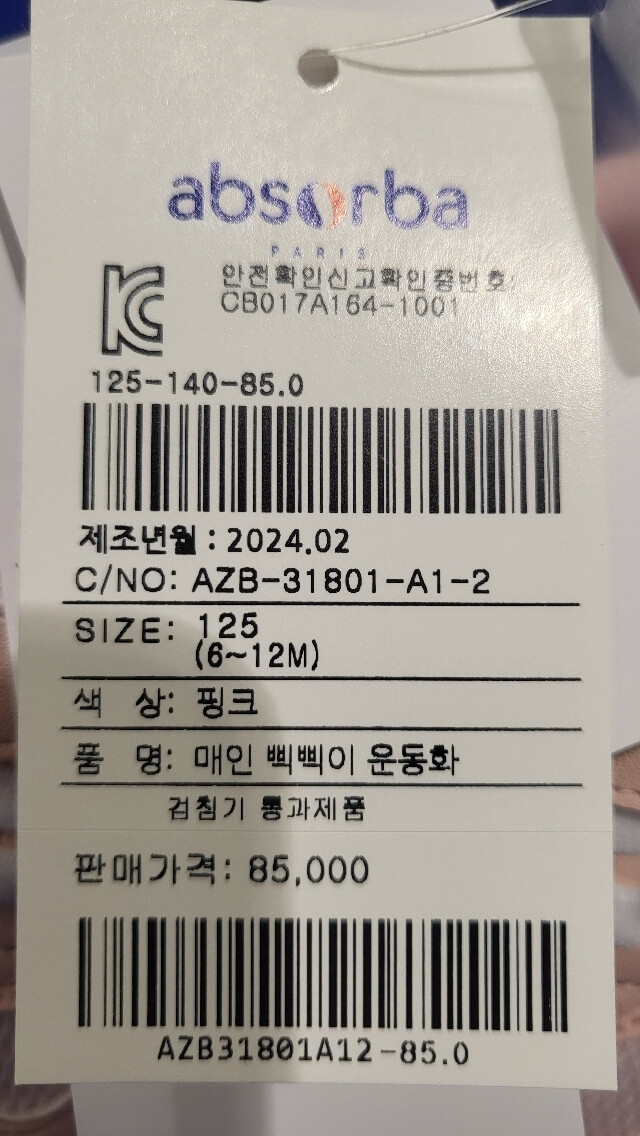 absorba
PARIS
안전확인신고확인증번호:
CB017A164-1001
125-140-85.0
제조년월 : 2024.02
C/NO: AZB-31801-A1-2
SIZE: 125
(6~12M)
색 상: 핑크
품 명: 매인 삑삑이 운동화
검침기 통과제품
판매가격: 85,000
AZB31801A12-85.0